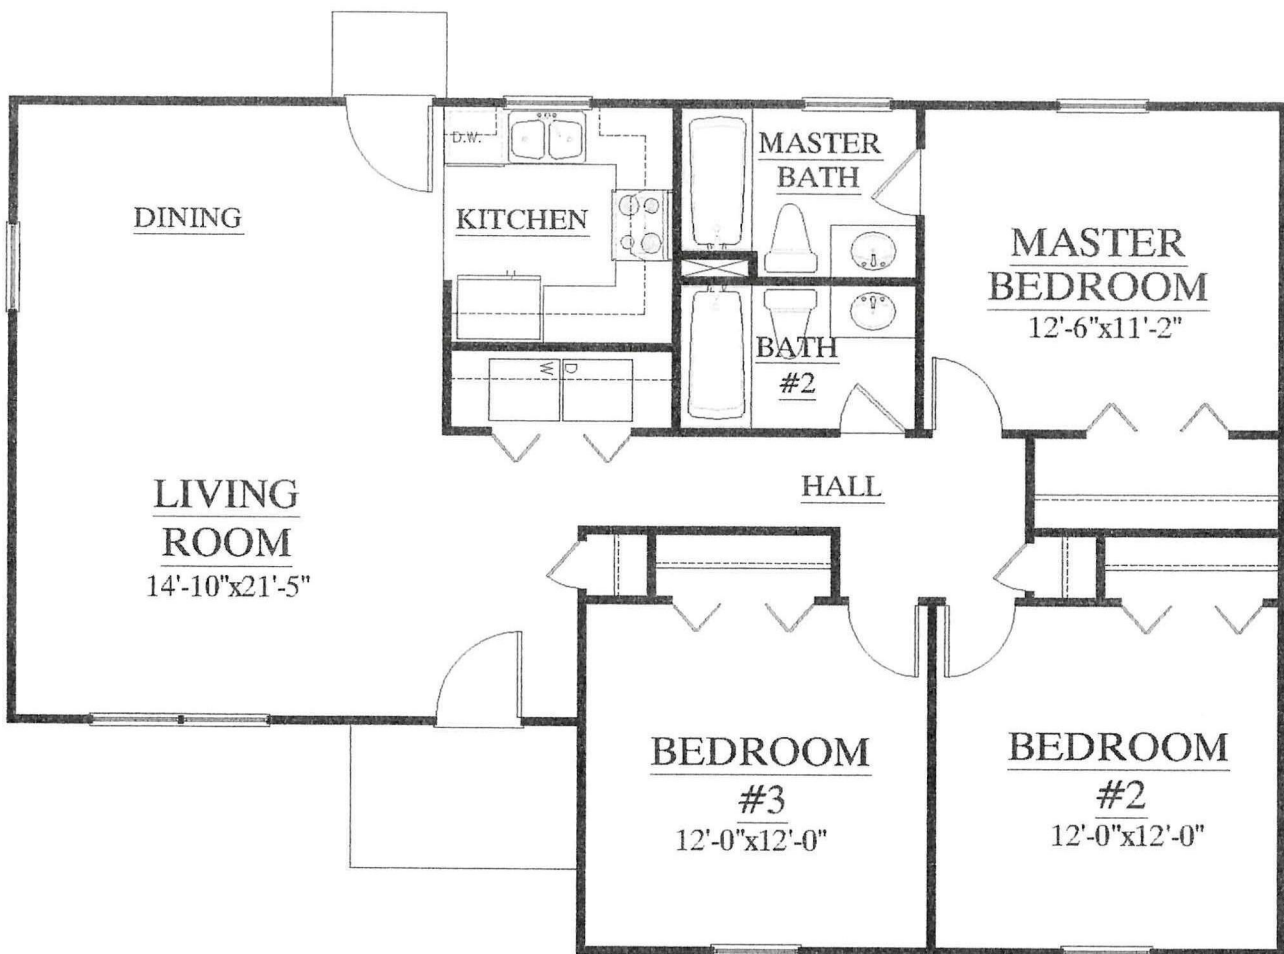 D.W.
MASTER
BATH
DINING
KITCHEN
MASTER
BEDROOM
12'-6"x11'-2"
BATH
#2
W
D
LIVING
ROOM
14'-10"x21'-5"
HALL
BEDROOM
#3
12'-0"x12'-0"
BEDROOM
#2
12'-0"x12'-0"